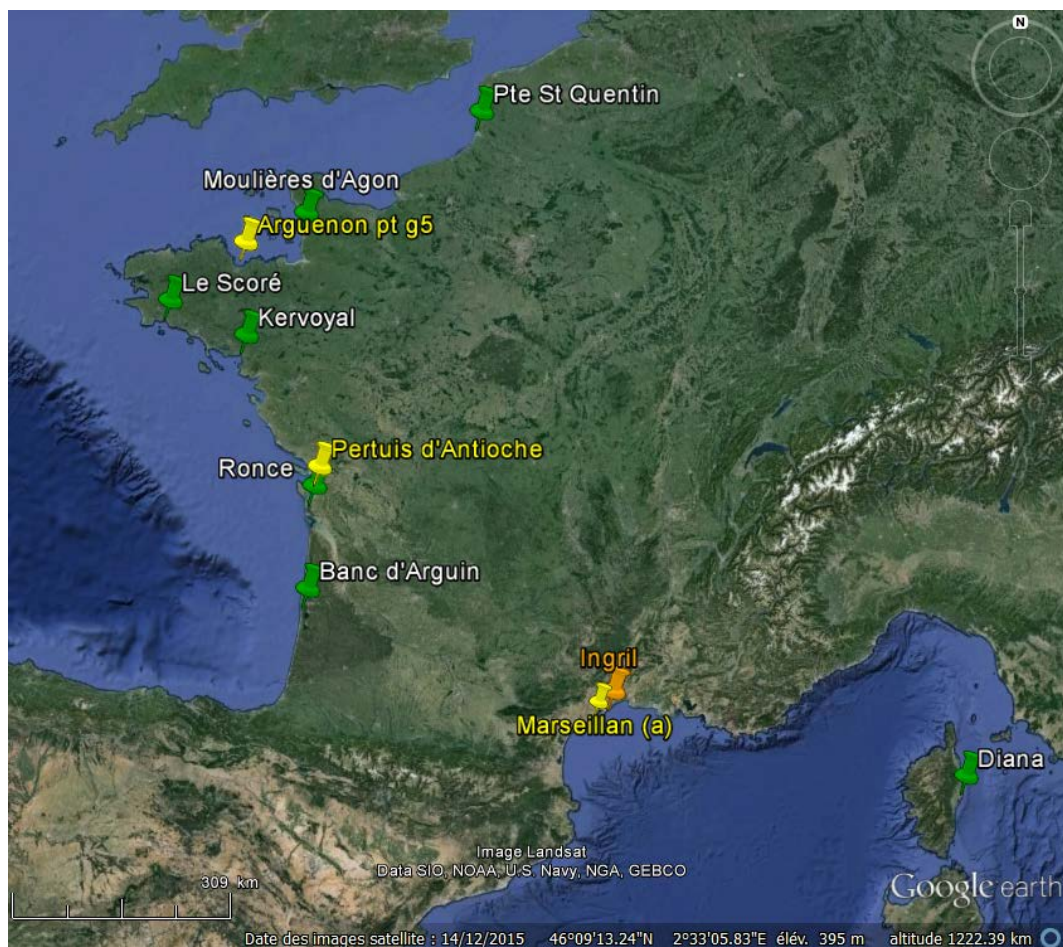 N
Pte St Quentin
Moulières d'Agon
Arguenon pt g5
Le Scoré
Kervoyal
Pertuis d'Antioche
Ronce
Banc d'Arguin
Ingril
Marseillan (a)
Diana
Image Landsat
Data SIO, NOAA, U.S. Navy, NGA, GEBCO
309 km
Google earth
Date des images satellite : 14/12/2015 46°09'13.24"N 2°33'05.83"E élév. 395 m altitude 1222.39 km